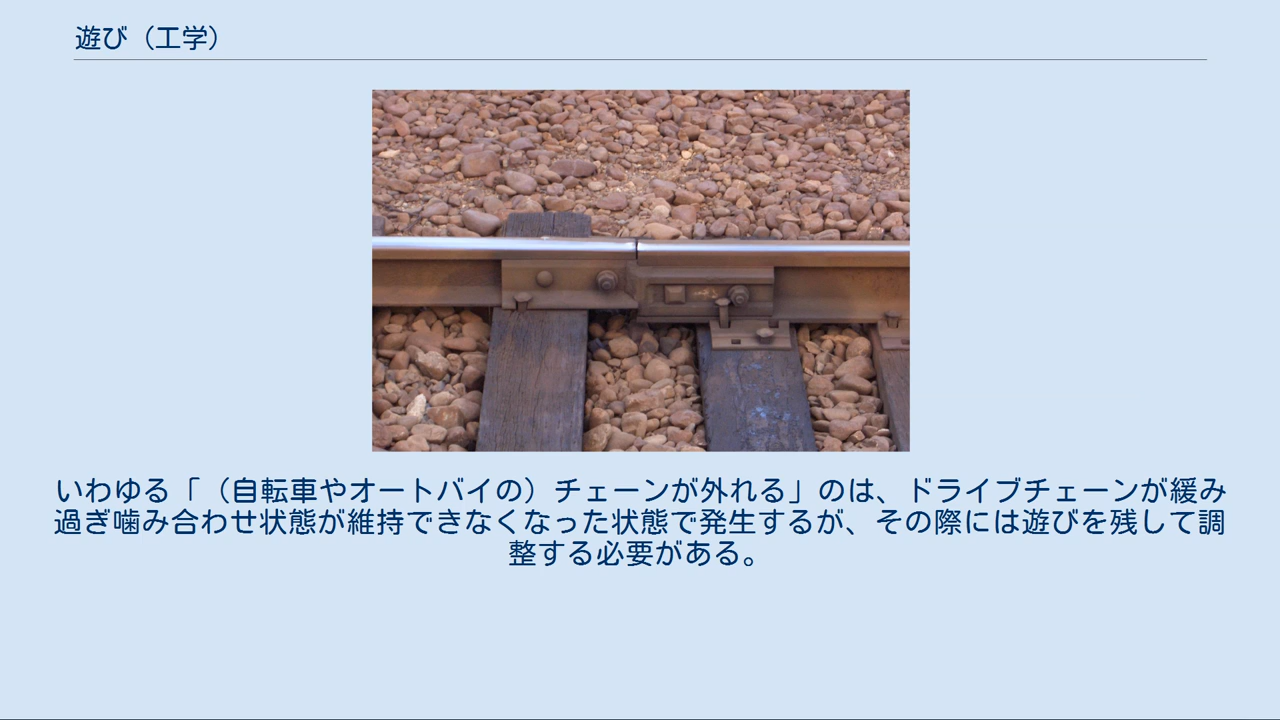 遊び（工学）
いわゆる「（自転車やオートバイの）チェーンが外れる」のは、ドライブチェーンが緩み
過ぎ噛み合わせ状態が維持できなくなった状態で発生するが、その際には遊びを残して調
整する必要がある。